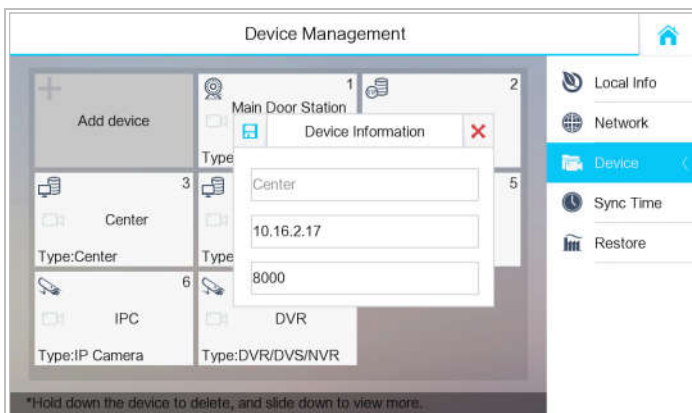 Device Management
Add device
1
Main Door Station
Type
2
3
Center
Type:Center
Type
5
6
IPC
Type:IP Camera
DVR
Type:DVR/DVS/NVR
Device Information
Center
10.16.2.17
8000
Local Info
Network
Device
Sync Time
Restore
*Hold down the device to delete, and slide down to view more.